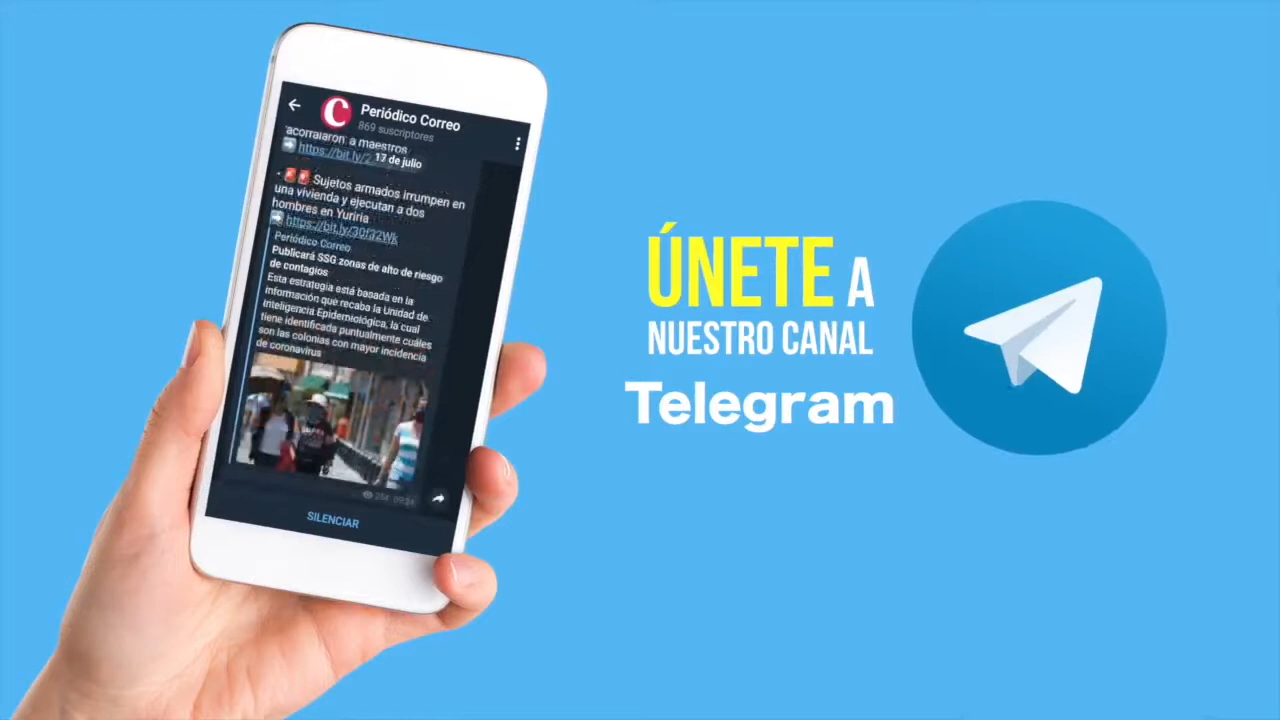 Periódico Correo
869 suscriptores
acorralaron a maestros
https://bit.ly/2
17 de julio
Sujetos armados irrumpen en
una vivienda y ejecutan a dos
hombres en Yuriria
https://bit.ly/30f32Wk
Periódico Correo
Publicará SSG zonas de alto de riesgo
de contagios
Esta estrategia está basada en la
información que recaba la Unidad de
Inteligencia Epidemiológica, la cual
tiene identificada puntualmente cuáles
son las colonias con mayor incidencia
de coronavirus
SILENCIAR
ÚNETE A
NUESTRO CANAL
Telegram